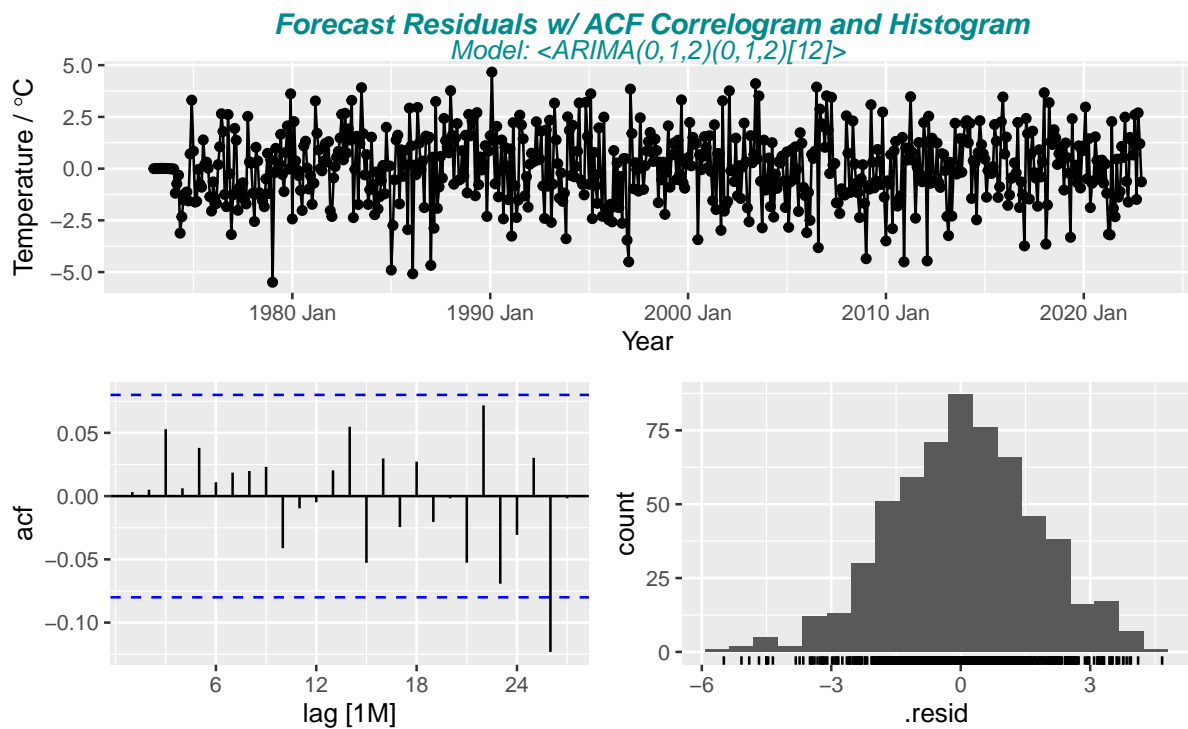 Forecast Residuals w/ ACF Correlogram and Histogram
Model: <ARIMA(0,1,2)(0,1,2)[12]>
Temperature / °C
5.0
2.5
0.0
−2.5
−5.0
1980 Jan 1990 Jan 2000 Jan 2010 Jan 2020 Jan
Year
acf
0.05
0.00
−0.05
−0.10
6 12 18 24
lag [1M]
count
75
50
25
0
−6 −3 0 3
.resid